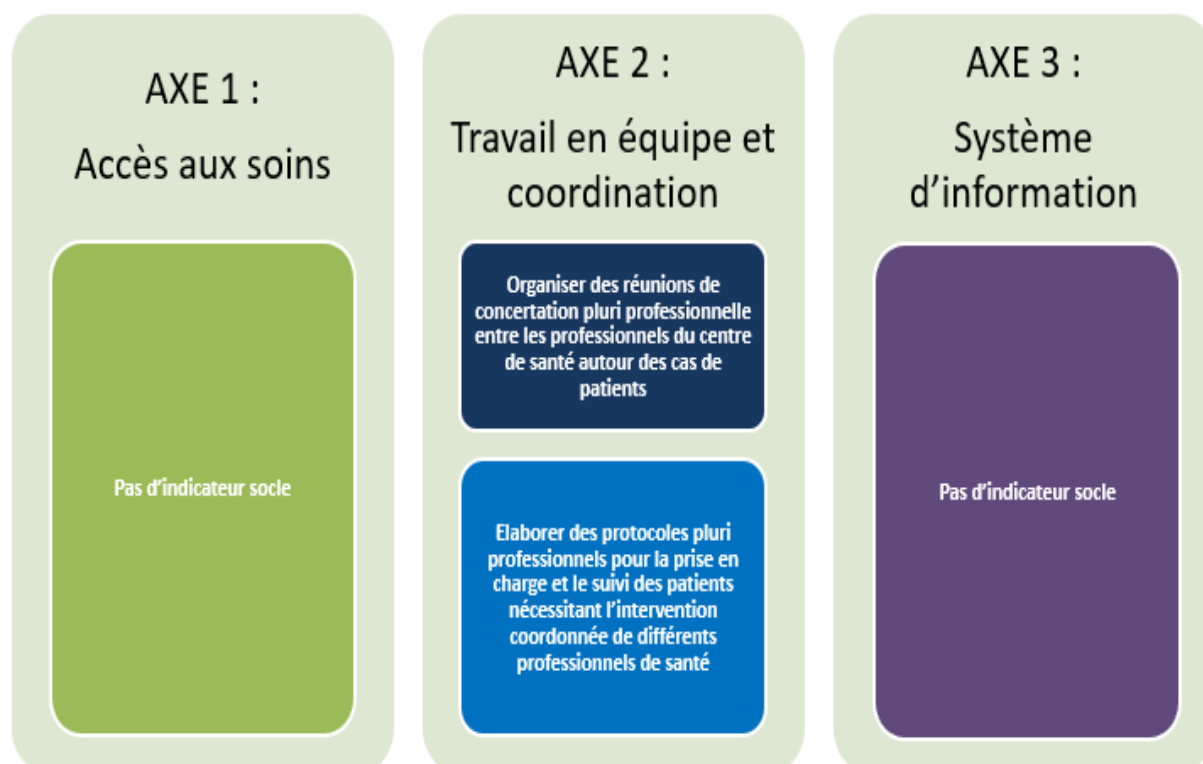 AXE 1 :
Accès aux soins
Pas d’indicateur socle
AXE 2 :
Travail en équipe et
coordination
Organiser des réunions de
concertation pluri professionnelle
entre les professionnels du centre
de santé autour des cas de
patients
Elaborer des protocoles pluri
professionnels pour la prise en
charge et le suivi des patients
nécessitant l’intervention
coordonnée de différents
professionnels de santé
AXE 3 :
Système
d’information
Pas d’indicateur socle